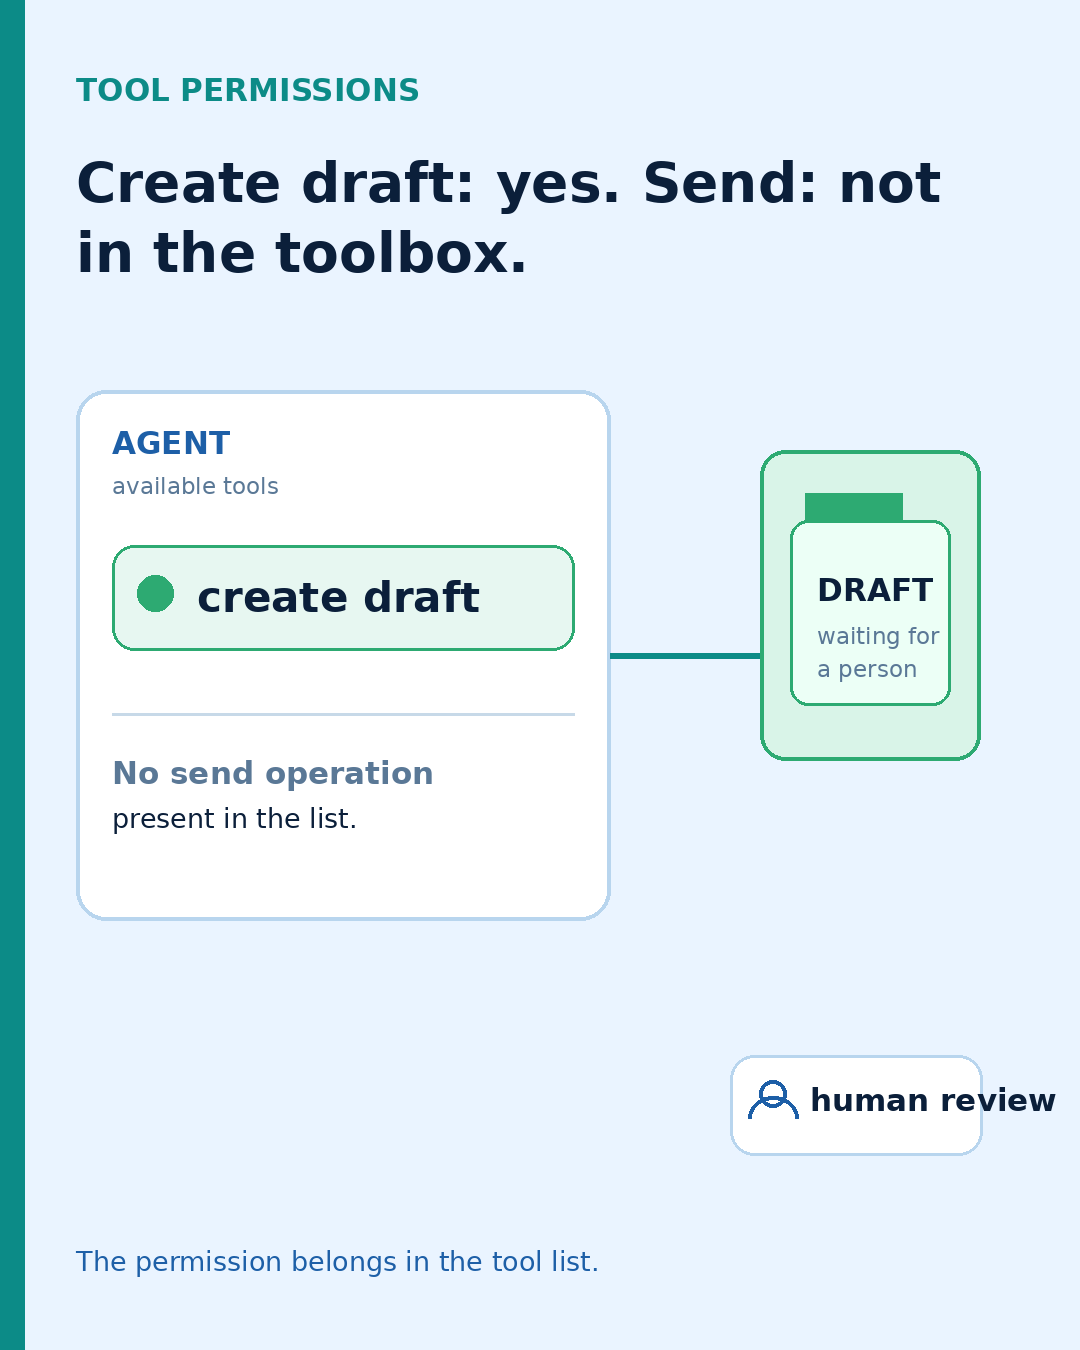 TOOL PERMISSIONS
Create draft: yes. Send: not
in the toolbox.
AGENT
available tools
create draft
No send operation
present in the list.
DRAFT
waiting for
a person
human review
The permission belongs in the tool list.